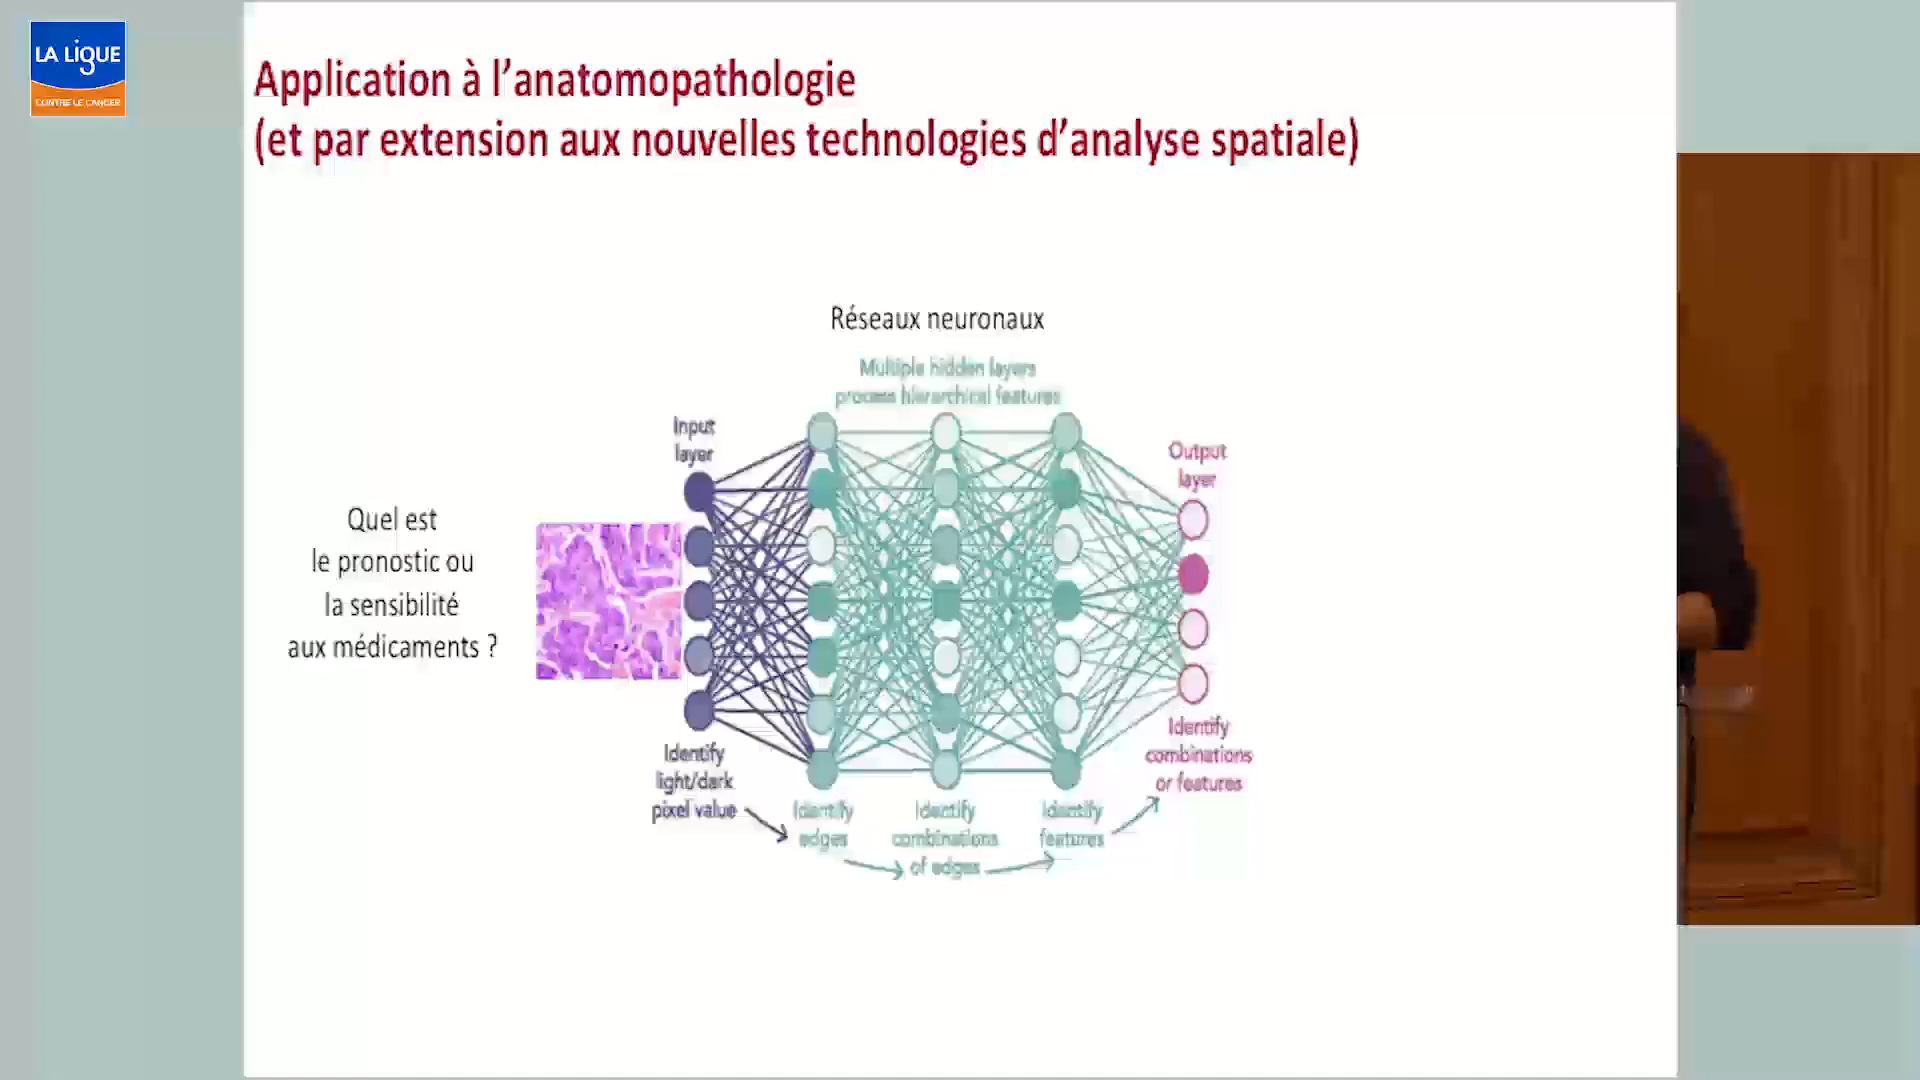 LA LIGUE
CONTRE LE CANCER
Application à l'anatomopathologie
(et par extension aux nouvelles technologies d'analyse spatiale)
Réseaux neuronaux
Multiple hidden layers
process hierarchical features
Input
layer
Output
layer
Quel est
le pronostic ou
la sensibilité
aux médicaments ?
Identify
light/dark
pixel value
Identify
edges
Identify
combinations
of edges
Identify
features
Identify
combinations
or features